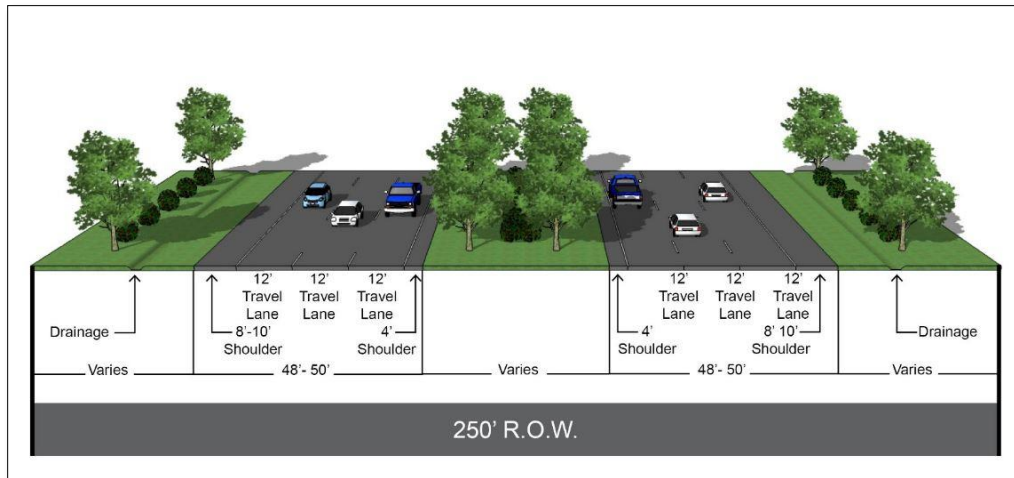 12' 12' 12' 12' 12' 12'
Travel Travel Travel Travel Travel Travel
Lane Lane Lane Lane Lane Lane
Drainage 8'-10' 4' 4' 8' 10' Drainage
Shoulder Shoulder Shoulder Shoulder
Varies 48'- 50' Varies 48'- 50' Varies
250' R.O.W.